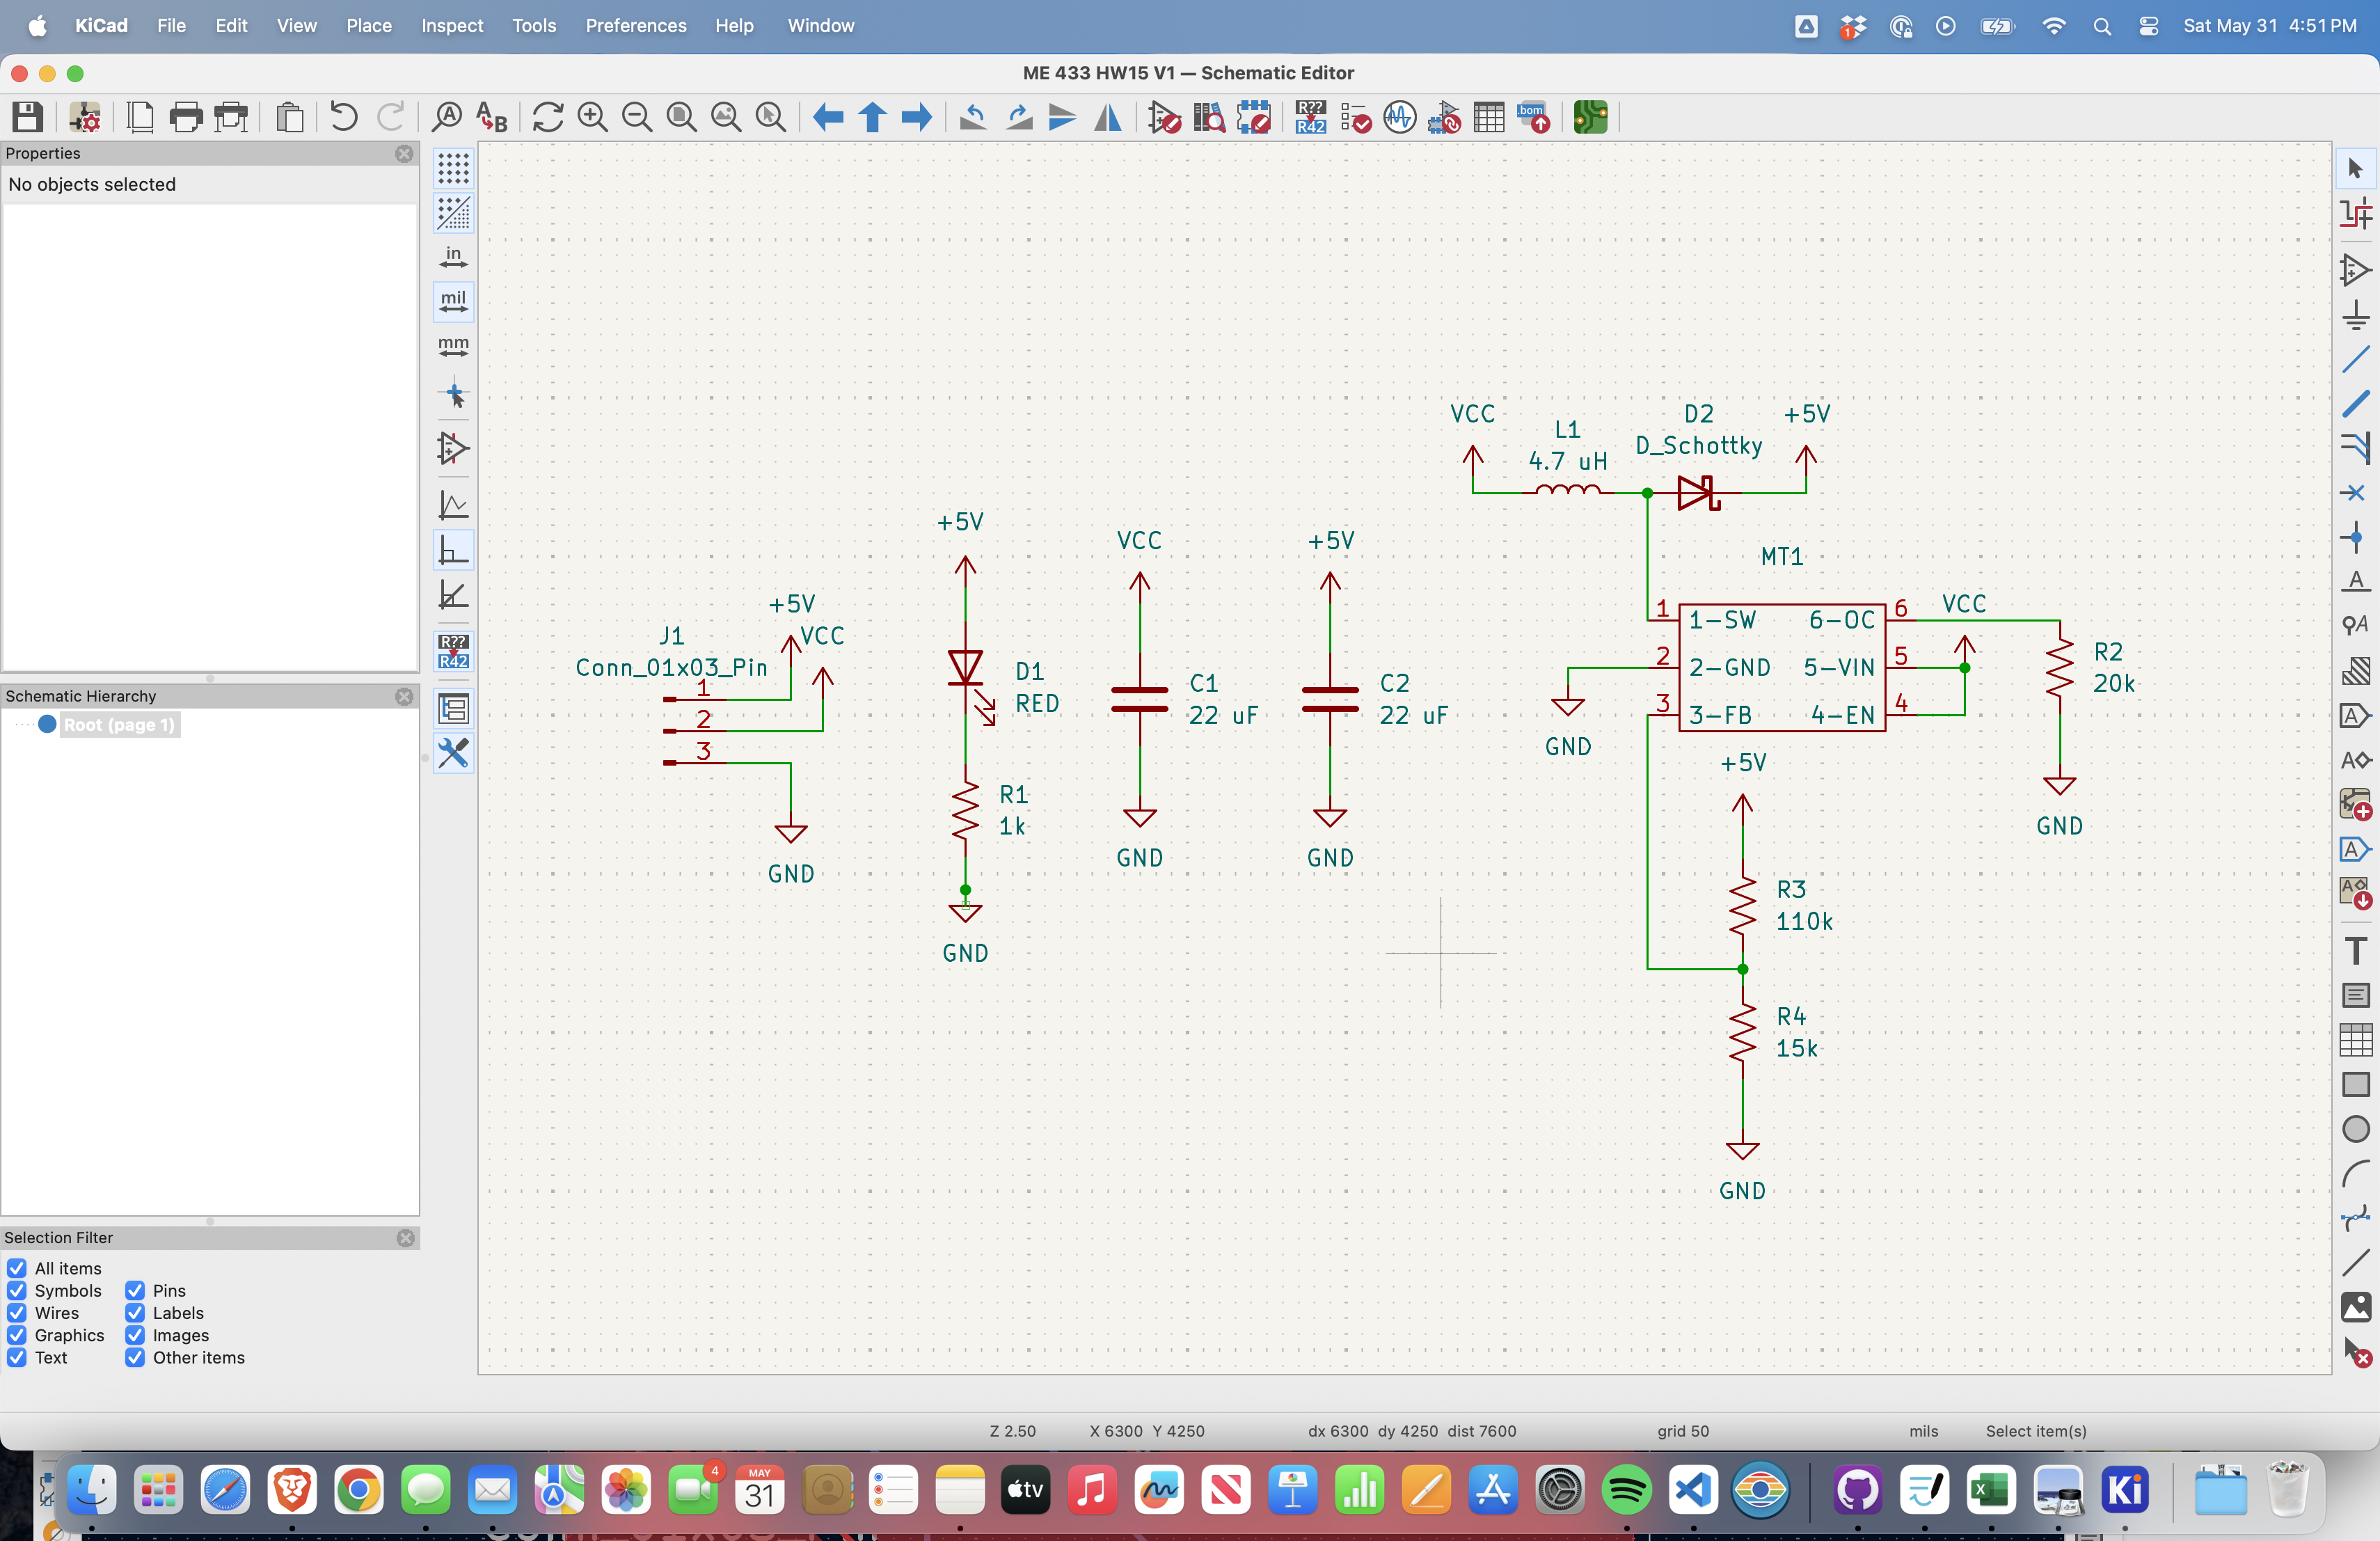 KiCad File Edit View Place Inspect Tools Preferences Help Window
1
Sat May 31 4:51 PM
ME 433 HW15 V1 — Schematic Editor
A
B
R??
R42
bom
Properties
No objects selected
in
mil
mm
R??
R42
Schematic Hierarchy
Root (page 1)
Selection Filter
All items
Symbols Pins
Wires Labels
Graphics Images
Text Other items
VCC
L1
4.7 uH
D2
D_Schottky
+5V
+5V
VCC
+5V
MT1
+5V
VCC
J1
Conn_01x03_Pin
1
2
3
GND
D1
RED
R1
1k
GND
C1
22 uF
GND
C2
22 uF
GND
1 1-SW 6-OC 6
2 2-GND 5-VIN 5
3 3-FB 4-EN 4
VCC
GND
R2
20k
GND
+5V
R3
110k
R4
15k
GND
A
A
A
A
A
A
T
Z 2.50 X 6300 Y 4250 dx 6300 dy 4250 dist 7600 grid 50 mils Select item(s)
4
MAY
31
tv
Ki